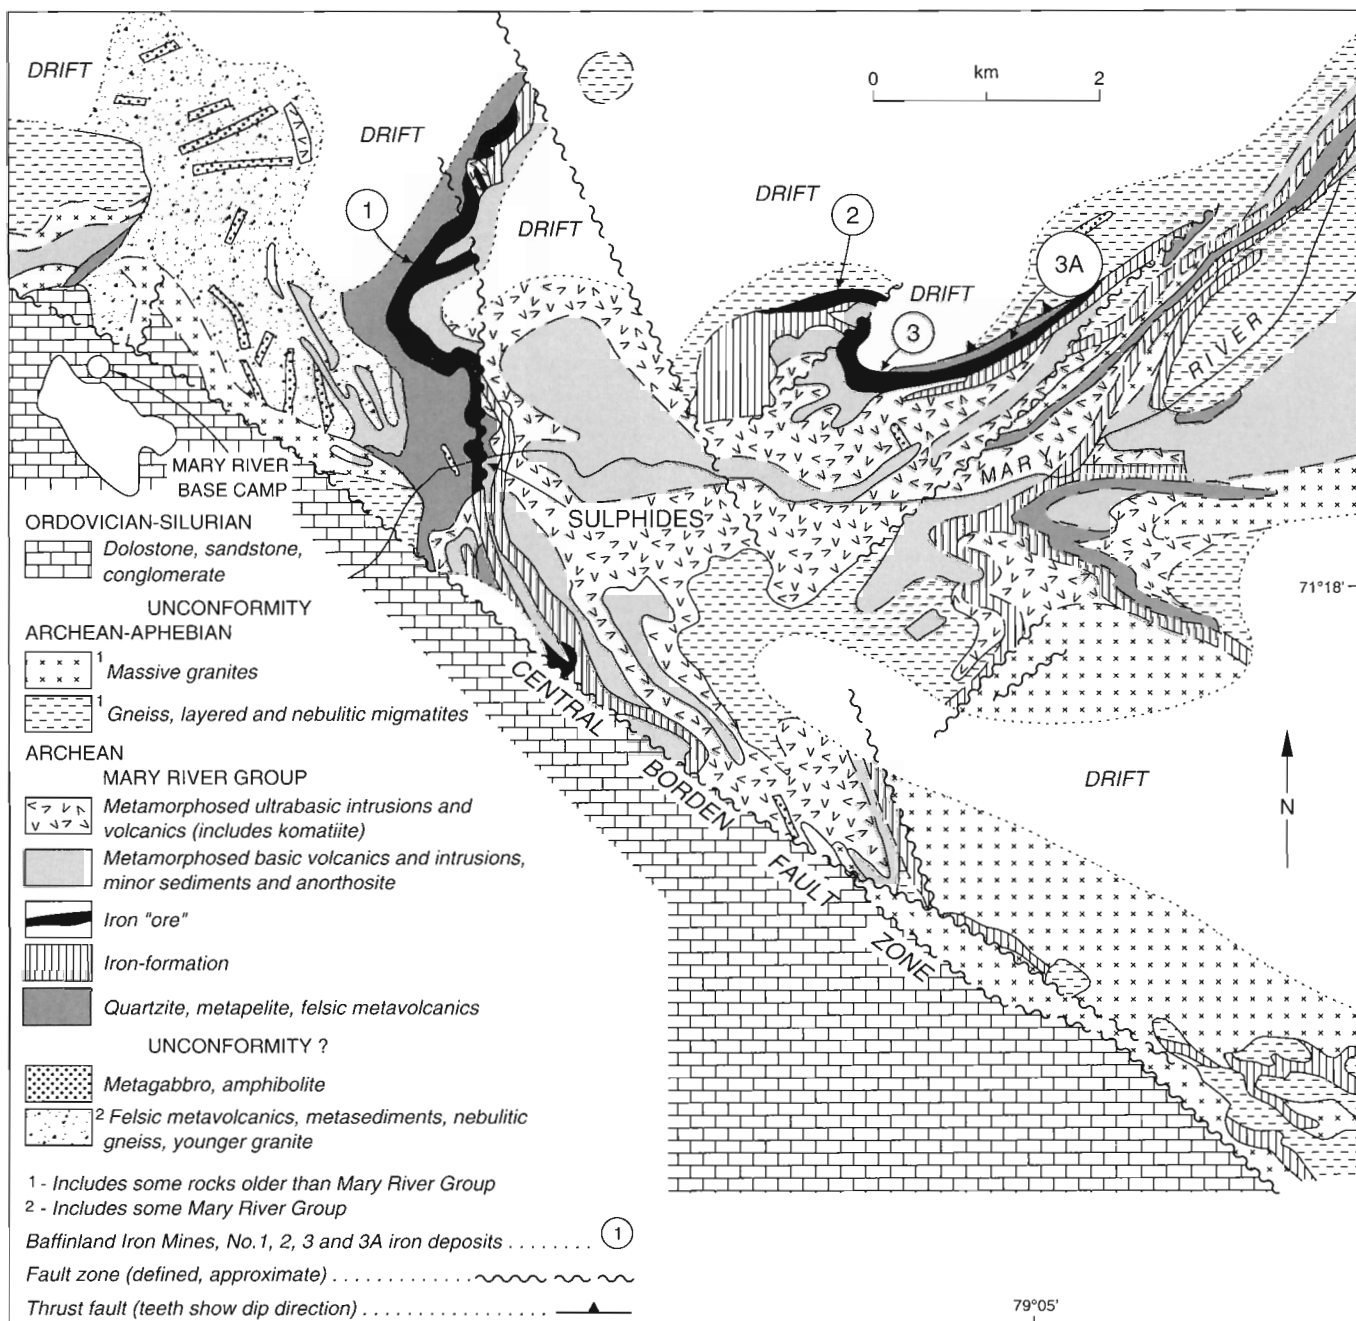 DRIFT
DRIFT
DRIFT
DRIFT
DRIFT
DRIFT
0 km 2
1
2
3
3A
MARY RIVER
MARY RIVER
BASE CAMP
SULPHIDES
CENTRAL BORDEN FAULT ZONE
71°18'
79°05'
N
ORDOVICIAN-SILURIAN
Dolostone, sandstone,
conglomerate
UNCONFORMITY
ARCHEAN-APHEBIAN
1 Massive granites
1 Gneiss, layered and nebulitic migmatites
ARCHEAN
MARY RIVER GROUP
Metamorphosed ultrabasic intrusions and
volcanics (includes komatiite)
Metamorphosed basic volcanics and intrusions,
minor sediments and anorthosite
Iron "ore"
Iron-formation
Quartzite, metapelite, felsic metavolcanics
UNCONFORMITY ?
Metagabbro, amphibolite
2 Felsic metavolcanics, metasediments, nebulitic
gneiss, younger granite
1 - Includes some rocks older than Mary River Group
2 - Includes some Mary River Group
Baffinland Iron Mines, No.1, 2, 3 and 3A iron deposits ........ 1
Fault zone (defined, approximate) .............
Thrust fault (teeth show dip direction) .................